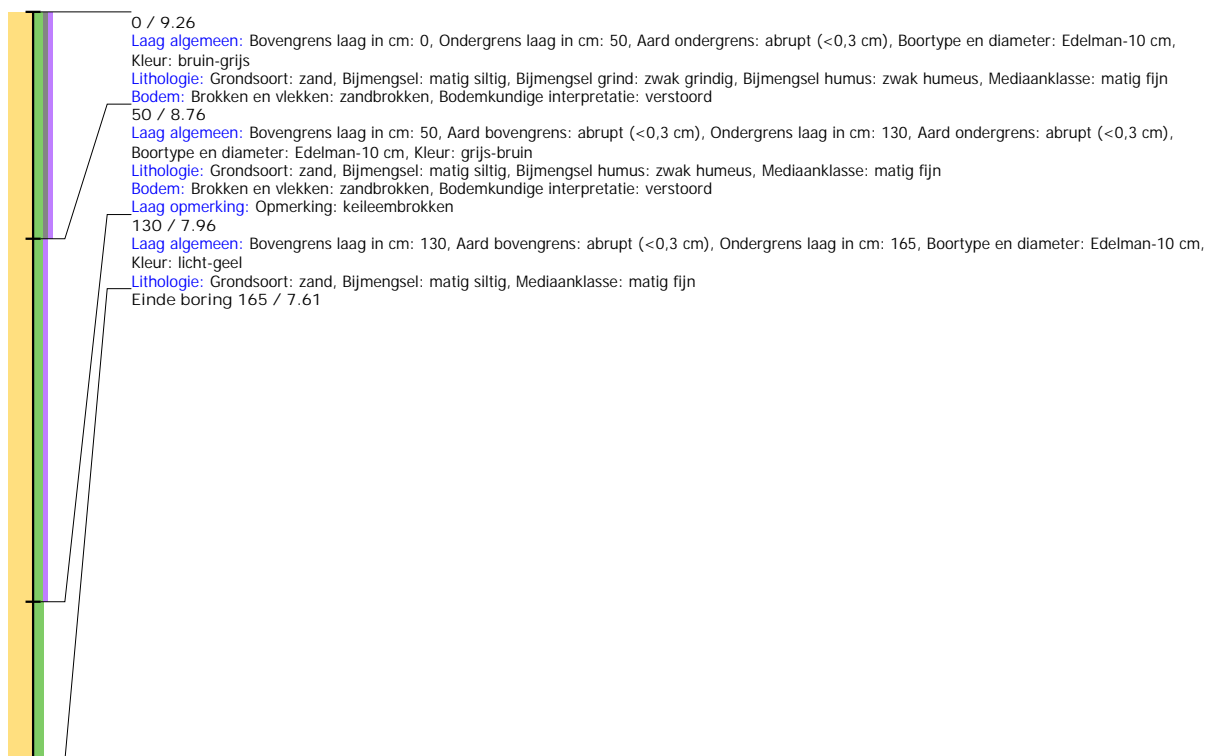 0 / 9.26
Laag algemeen: Bovengrens laag in cm: 0, Ondergrens laag in cm: 50, Aard ondergrens: abrupt (<0,3 cm), Boortype en diameter: Edelman-10 cm,
Kleur: bruin-grijs
Lithologie: Grondsoort: zand, Bijmengsel: matig siltig, Bijmengsel grind: zwak grindig, Bijmengsel humus: zwak humeus, Mediaanklasse: matig fijn
Bodem: Brokken en vlekken: zandbrokken, Bodemkundige interpretatie: verstoord
50 / 8.76
Laag algemeen: Bovengrens laag in cm: 50, Aard bovengrens: abrupt (<0,3 cm), Ondergrens laag in cm: 130, Aard ondergrens: abrupt (<0,3 cm),
Boortype en diameter: Edelman-10 cm, Kleur: grijs-bruin
Lithologie: Grondsoort: zand, Bijmengsel: matig siltig, Bijmengsel humus: zwak humeus, Mediaanklasse: matig fijn
Bodem: Brokken en vlekken: zandbrokken, Bodemkundige interpretatie: verstoord
Laag opmerking: Opmerking: keileembrokken
130 / 7.96
Laag algemeen: Bovengrens laag in cm: 130, Aard bovengrens: abrupt (<0,3 cm), Ondergrens laag in cm: 165, Boortype en diameter: Edelman-10 cm,
Kleur: licht-geel
Lithologie: Grondsoort: zand, Bijmengsel: matig siltig, Mediaanklasse: matig fijn
Einde boring 165 / 7.61